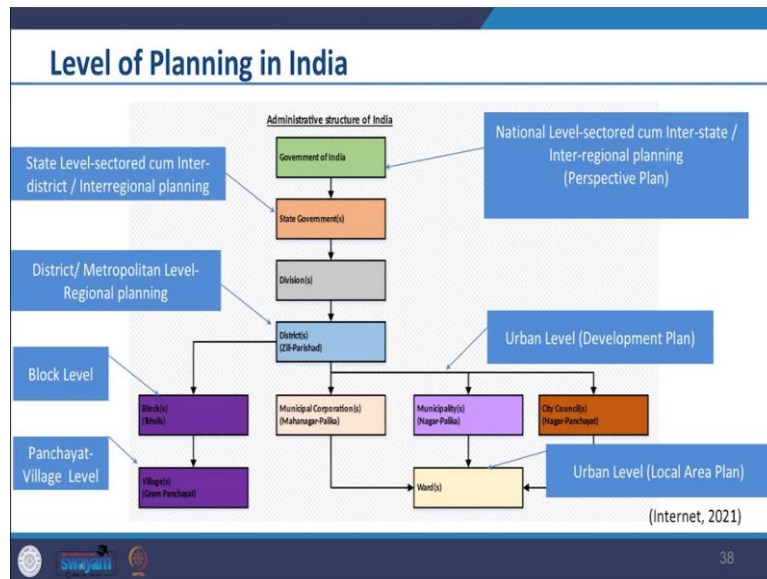 Level of Planning in India
Administrative structure of India
Government of India
National Level-sectored cum Inter-state /
Inter-regional planning
(Perspective Plan)
State Level-sectored cum Inter-
district / Interregional planning
State Government(s)
Division(s)
District/ Metropolitan Level-
Regional planning
District(s)
(Zill-Parishad)
Urban Level (Development Plan)
Block Level
Block(s)
(Tehsils)
Municipal Corporation(s)
(Mahanagar-Palika)
Municipality(s)
(Nagar-Palika)
City Council(s)
(Nagar-Panchayat)
Panchayat-
Village Level
Village(s)
(Gram Panchayat)
Ward(s)
Urban Level (Local Area Plan)
(Internet, 2021)
swayam
38